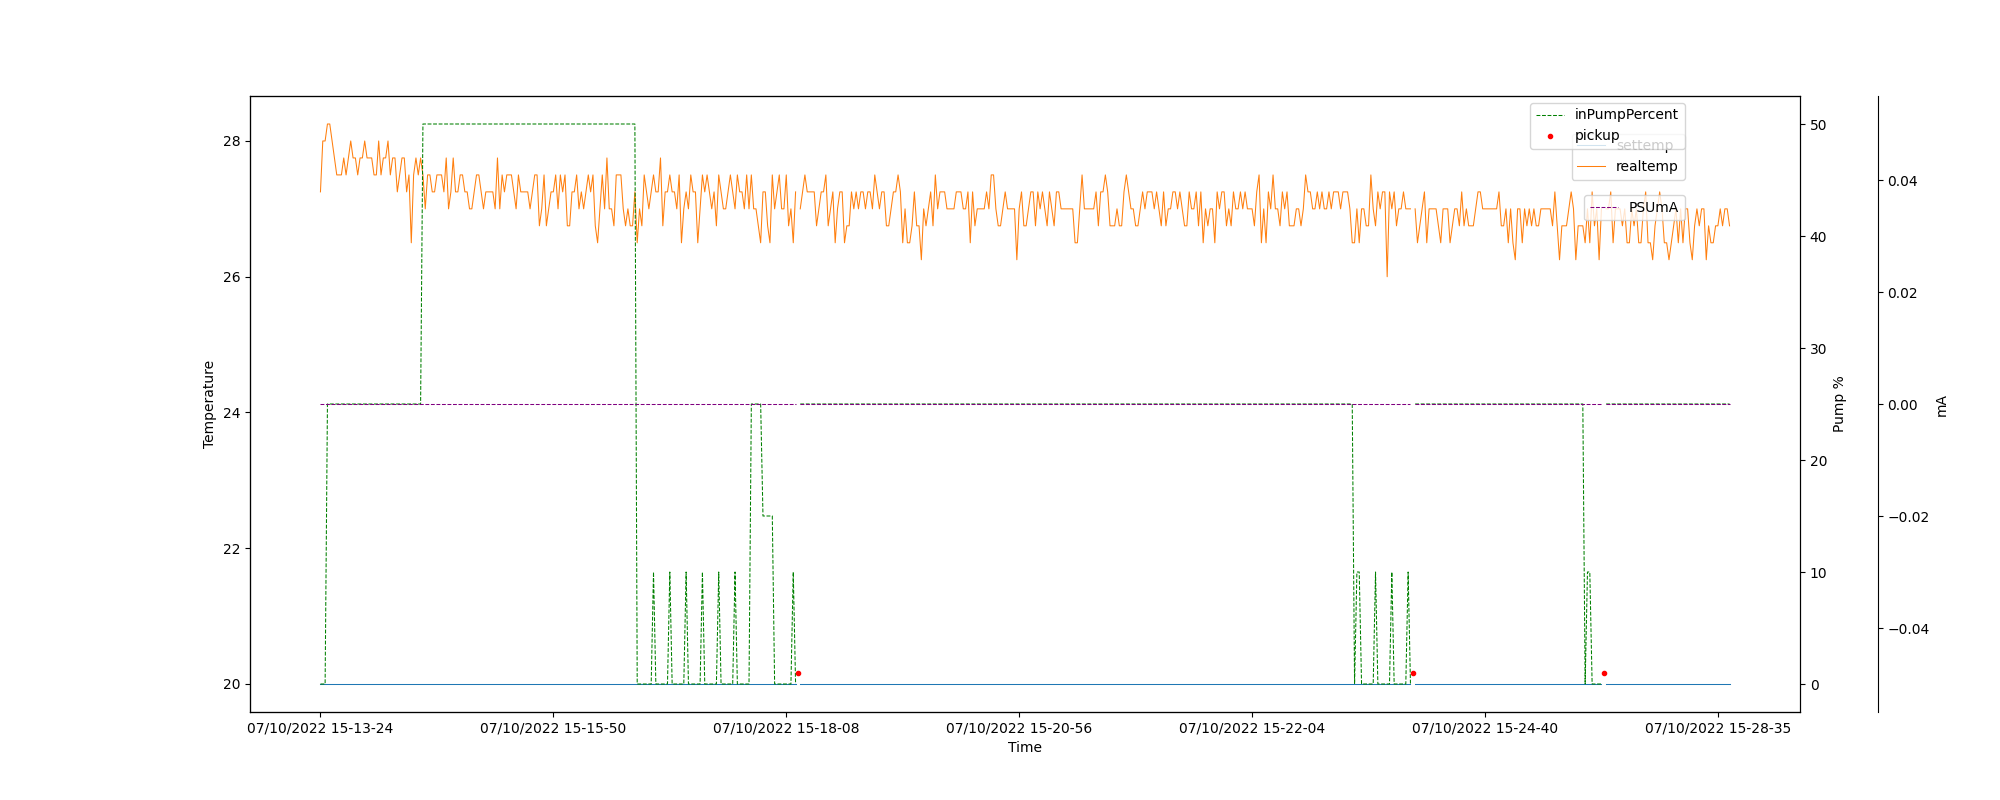 inPumpPercent
pickup
settemp
realtemp
PSUmA
28
26
24
22
20
Temperature
50
40
30
20
10
0
Pump %
0.04
0.02
0.00
−0.02
−0.04
mA
07/10/2022 15-13-24
07/10/2022 15-15-50
07/10/2022 15-18-08
07/10/2022 15-20-56
07/10/2022 15-22-04
07/10/2022 15-24-40
07/10/2022 15-28-35
Time